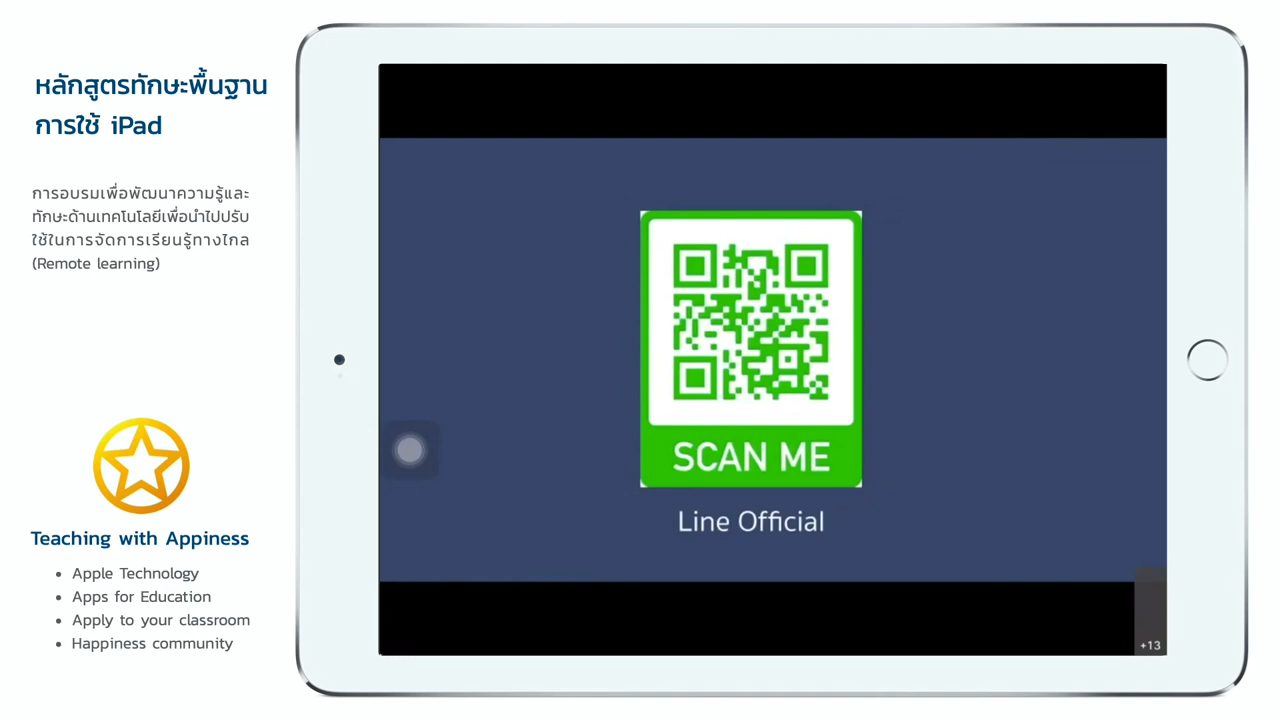 หลักสูตรทักษะพื้นฐาน
การใช้ iPad
การอบรมเพื่อพัฒนาความรู้และ
ทักษะด้านเทคโนโลยีเพื่อนำไปปรับ
ใช้ในการจัดการเรียนรู้ทางไกล
(Remote learning)
Teaching with Appiness
• Apple Technology
• Apps for Education
• Apply to your classroom
• Happiness community
SCAN ME
Line Official
+13